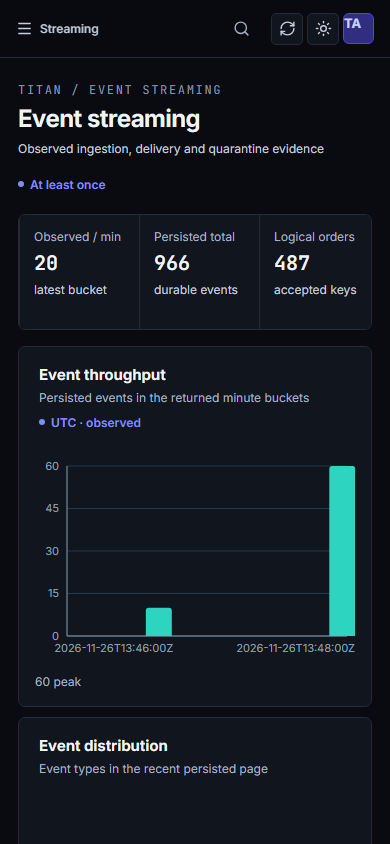 Streaming
TA
TITAN / EVENT STREAMING
Event streaming
Observed ingestion, delivery and quarantine evidence
At least once
Observed / min
20
latest bucket
Persisted total
966
durable events
Logical orders
487
accepted keys
Event throughput
Persisted events in the returned minute buckets
UTC · observed
60
45
30
15
0
2026-11-26T13:46:00Z 2026-11-26T13:48:00Z
60 peak
Event distribution
Event types in the recent persisted page